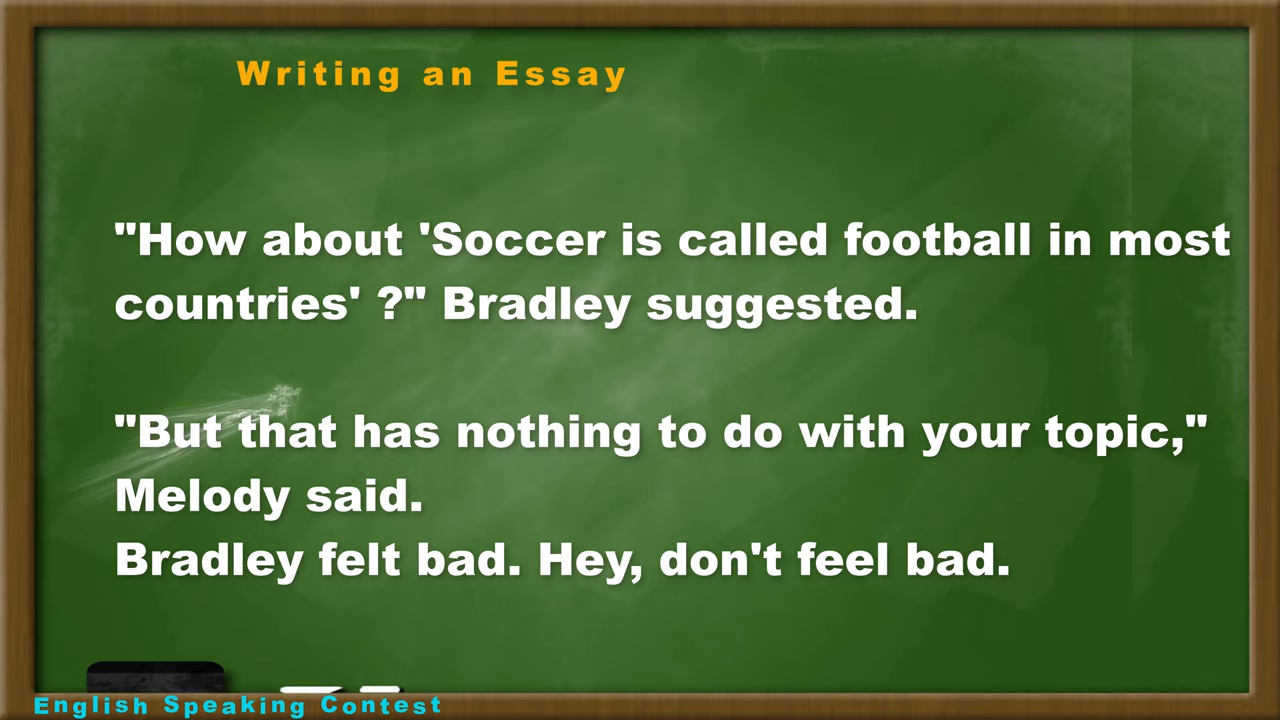 Writing an Essay
"How about 'Soccer is called football in most
countries' ?" Bradley suggested.
"But that has nothing to do with your topic,"
Melody said.
Bradley felt bad. Hey, don't feel bad.
English Speaking Contest